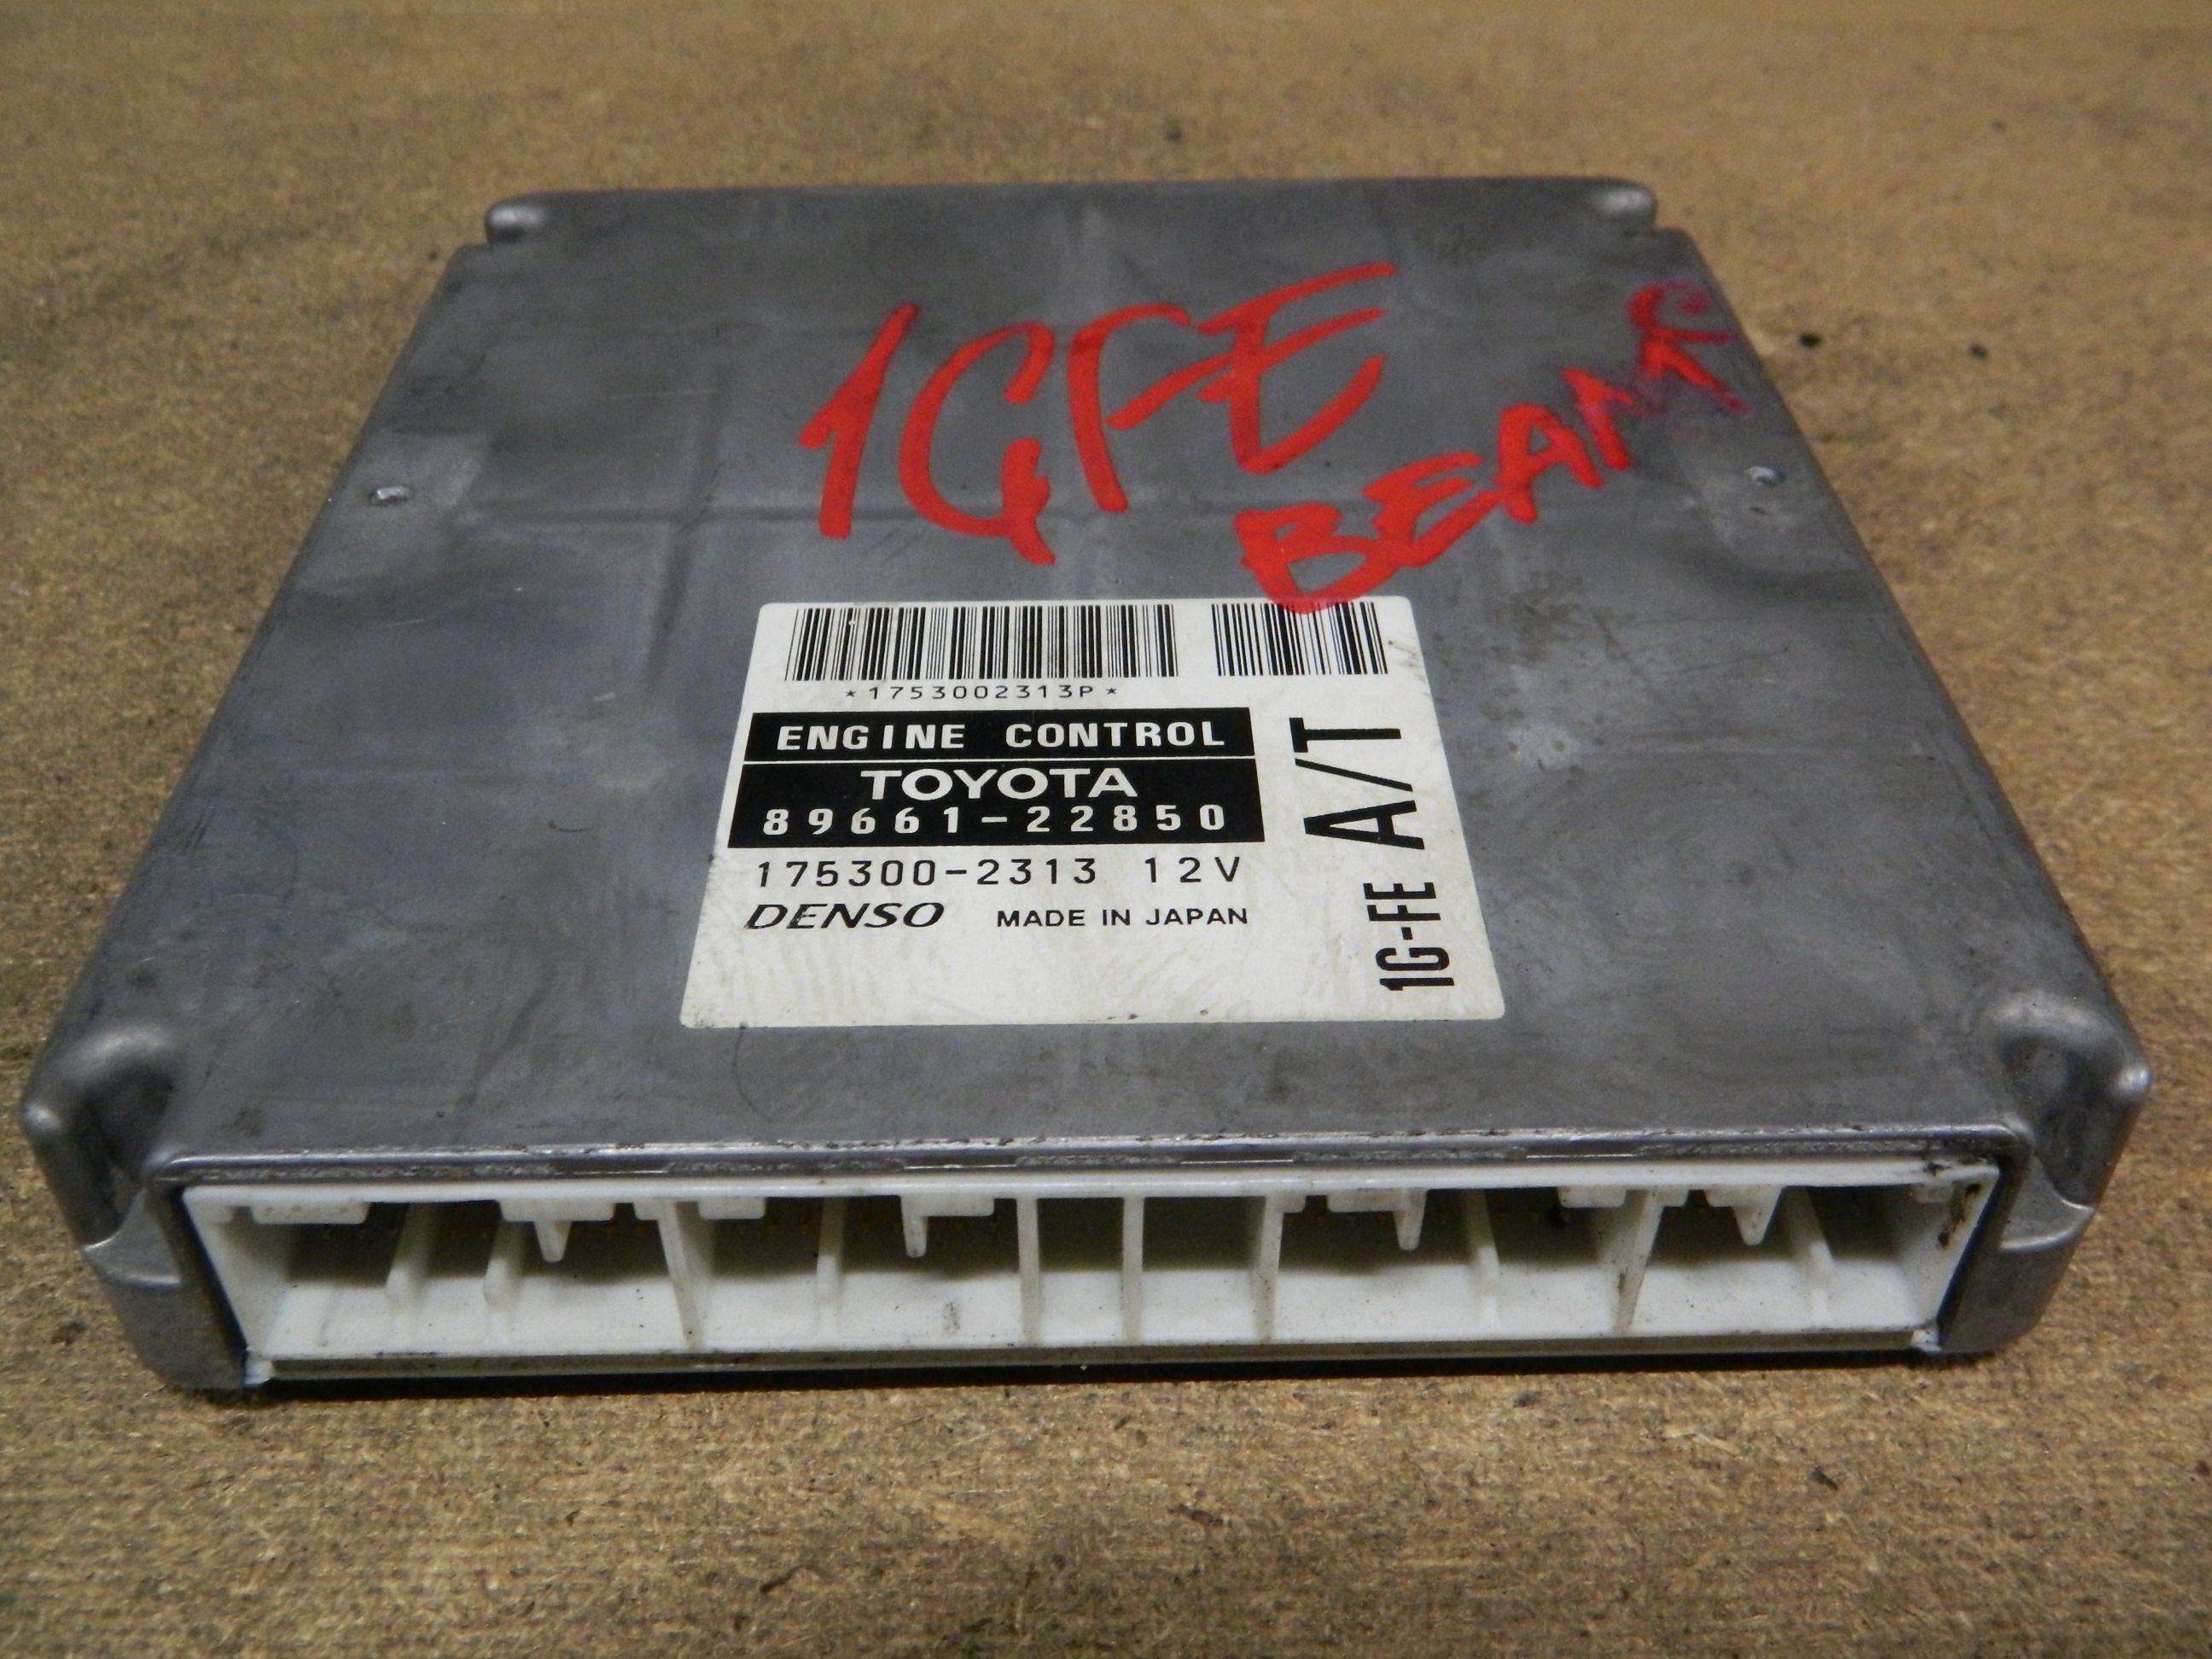 1GFE
BEAMS
*1753002313P*
ENGINE CONTROL
TOYOTA
89661-22850
175300-2313 12V
DENSO MADE IN JAPAN
1G-FE A/T